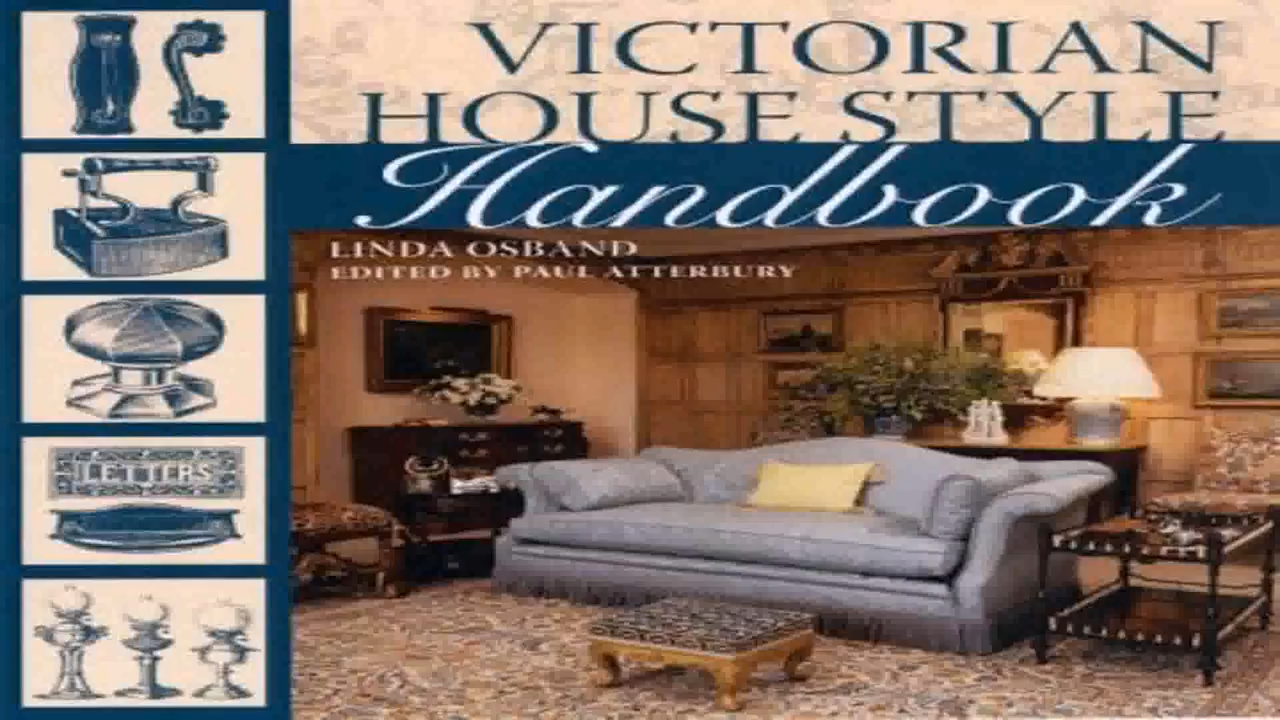 VICTORIAN
HOUSE STYLE
Handbook
LINDA OSBAND
EDITED BY PAUL ATTERBURY
LETTERS